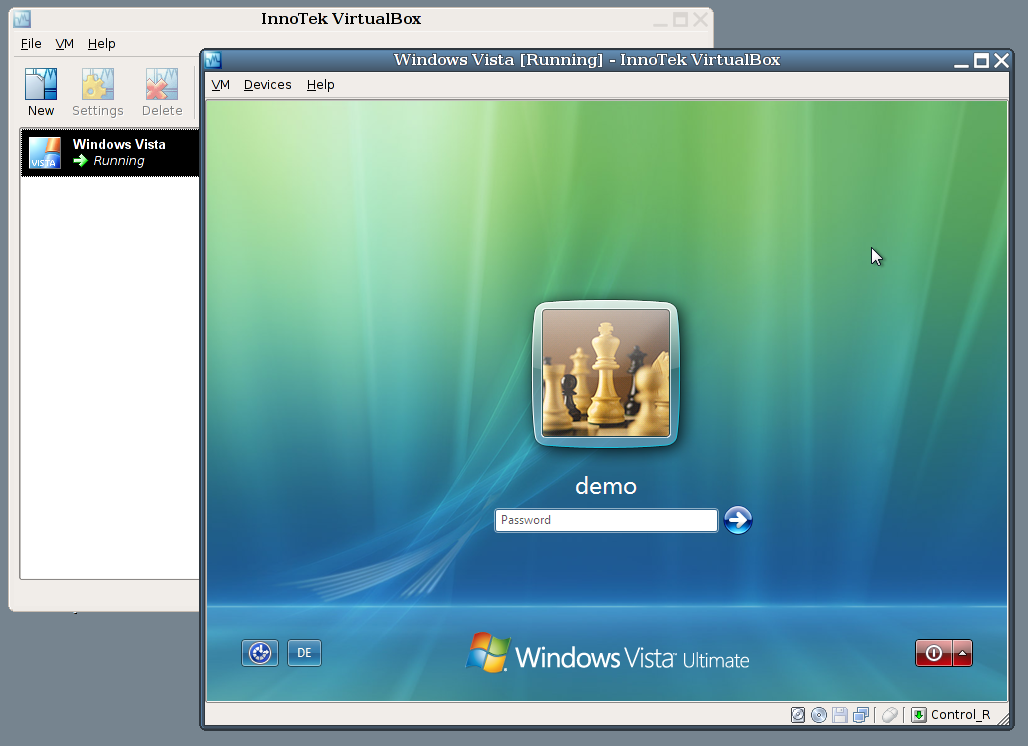 InnoTek VirtualBox
File VM Help
New Settings Delete
VISTA
Windows Vista
Running
Windows Vista [Running] - InnoTek VirtualBox
VM Devices Help
demo
Password
DE
Windows Vista™ Ultimate
Control_R